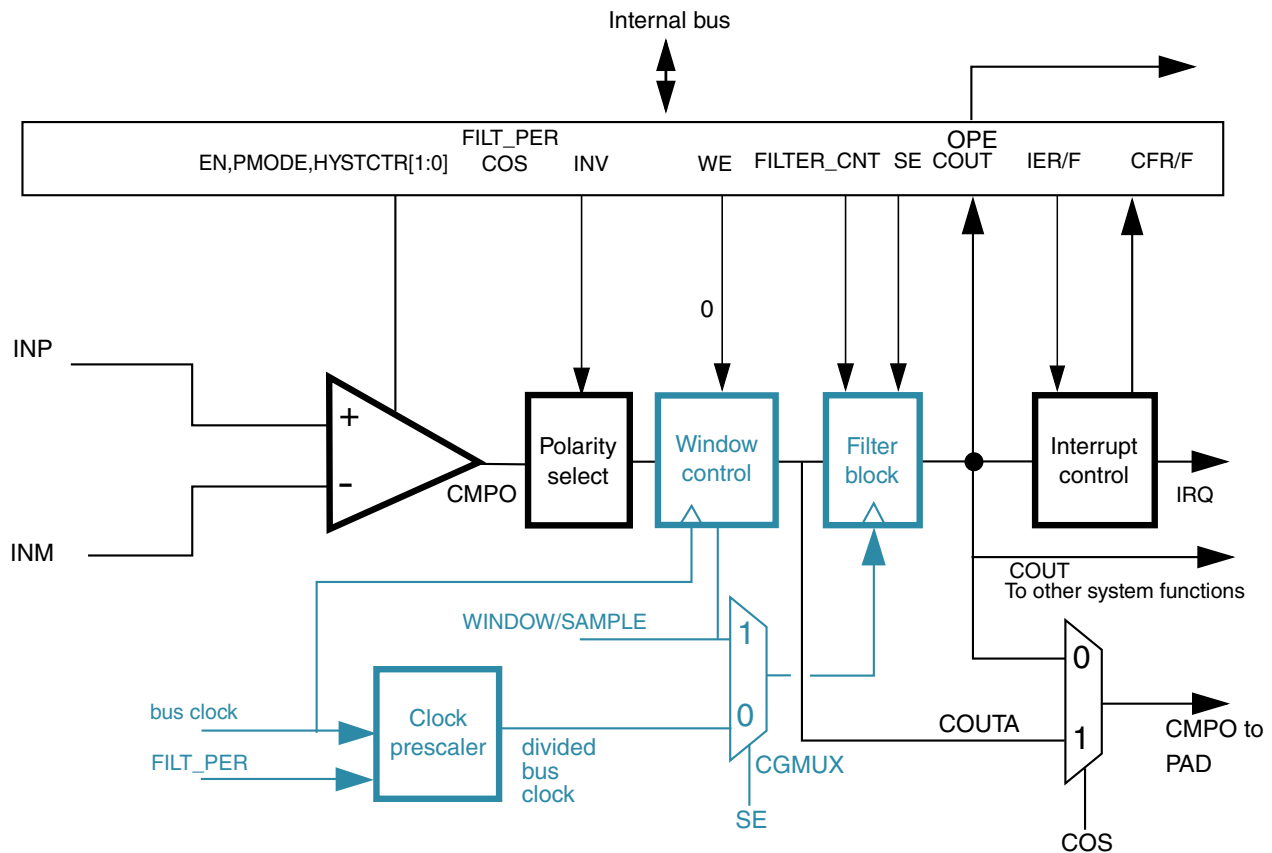 Internal bus
FILT_PER
OPE
EN,PMODE,HYSTCTR[1:0]
COS
INV
WE
FILTER_CNT
SE
COUT
IER/F
CFR/F
0
INP
+
-
INM
CMPO
Polarity
select
Window
control
Filter
block
Interrupt
control
IRQ
COUT
To other system functions
WINDOW/SAMPLE
1
0
bus clock
FILT_PER
Clock
prescaler
divided
bus
clock
CGMUX
SE
COUTA
0
1
CMPO to
PAD
COS